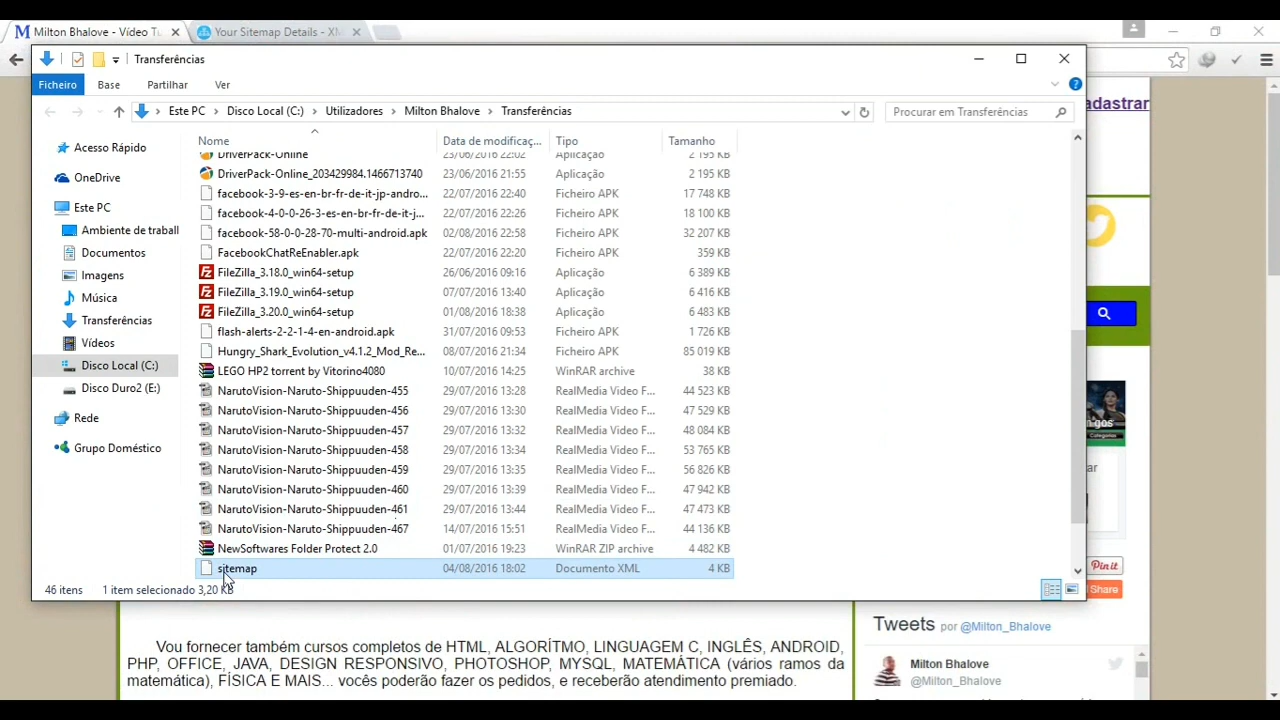 Milton Bhalove - Vídeo Tu
Your Sitemap Details - XM
Transferências
Ficheiro Base Partilhar Ver
Este PC > Disco Local (C:) > Utilizadores > Milton Bhalove > Transferências
Procurar em Transferências
adastrar
Nome Data de modificaç... Tipo Tamanho
Acesso Rápido
OneDrive
Este PC
Ambiente de traball
Documentos
Imagens
Música
Transferências
Vídeos
Disco Local (C:)
Disco Duro2 (E:)
Rede
Grupo Doméstico
DriverPack-Online 23/06/2016 22:02 Aplicação 2 195 KB
DriverPack-Online_203429984.1466713740 23/06/2016 21:55 Aplicação 2 195 KB
facebook-3-9-es-en-br-fr-de-it-jp-andro... 22/07/2016 22:40 Ficheiro APK 17 748 KB
facebook-4-0-0-26-3-es-en-br-fr-de-it-j... 22/07/2016 22:26 Ficheiro APK 18 100 KB
facebook-58-0-0-28-70-multi-android.apk 02/08/2016 22:58 Ficheiro APK 32 207 KB
FacebookChatReEnabler.apk 22/07/2016 22:20 Ficheiro APK 359 KB
FileZilla_3.18.0_win64-setup 26/06/2016 09:16 Aplicação 6 389 KB
FileZilla_3.19.0_win64-setup 07/07/2016 13:40 Aplicação 6 416 KB
FileZilla_3.20.0_win64-setup 01/08/2016 18:38 Aplicação 6 483 KB
flash-alerts-2-2-1-4-en-android.apk 31/07/2016 09:53 Ficheiro APK 1 726 KB
Hungry_Shark_Evolution_v4.1.2_Mod_Re... 08/07/2016 21:34 Ficheiro APK 85 019 KB
LEGO HP2 torrent by Vitorino4080 10/07/2016 14:25 WinRAR archive 38 KB
NarutoVision-Naruto-Shippuuden-455 29/07/2016 13:28 RealMedia Video F... 44 523 KB
NarutoVision-Naruto-Shippuuden-456 29/07/2016 13:30 RealMedia Video F... 47 529 KB
NarutoVision-Naruto-Shippuuden-457 29/07/2016 13:32 RealMedia Video F... 48 084 KB
NarutoVision-Naruto-Shippuuden-458 29/07/2016 13:34 RealMedia Video F... 53 765 KB
NarutoVision-Naruto-Shippuuden-459 29/07/2016 13:35 RealMedia Video F... 56 826 KB
NarutoVision-Naruto-Shippuuden-460 29/07/2016 13:39 RealMedia Video F... 47 942 KB
NarutoVision-Naruto-Shippuuden-461 29/07/2016 13:44 RealMedia Video F... 47 473 KB
NarutoVision-Naruto-Shippuuden-467 14/07/2016 15:51 RealMedia Video F... 44 136 KB
NewSoftwares Folder Protect 2.0 01/07/2016 19:23 WinRAR ZIP archive 4 482 KB
sitemap 04/08/2016 18:02 Documento XML 4 KB
46 itens 1 item selecionado 3,20 KB
gos
Categorias
ar
Pin it
Share
Vou fornecer também cursos completos de HTML, ALGORÍTMO, LINGUAGEM C, INGLÊS, ANDROID,
PHP, OFFICE, JAVA, DESIGN RESPONSIVO, PHOTOSHOP, MYSQL, MATEMÁTICA (vários ramos da
matemática), FÍSICA E MAIS... vocês poderão fazer os pedidos, e receberão atendimento premiado.
Tweets por @Milton_Bhalove
Milton Bhalove
@Milton_Bhalove